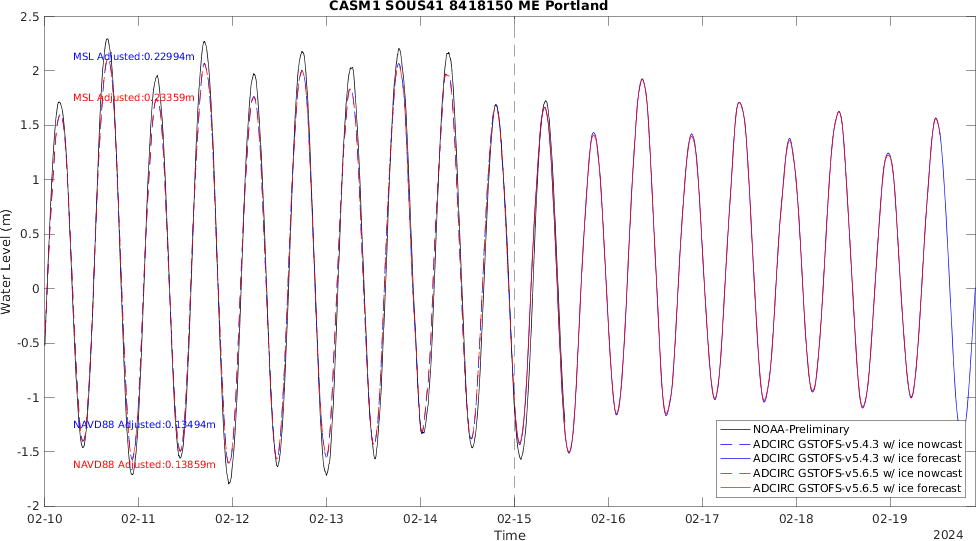 CASM1 SOUS41 8418150 ME Portland
2.5
2
1.5
1
0.5
0
-0.5
-1
-1.5
-2
Water Level (m)
MSL Adjusted:0.22994m
MSL Adjusted:0.23359m
NAVD88 Adjusted:0.13494m
NAVD88 Adjusted:0.13859m
NOAA-Preliminary
ADCIRC GSTOFS-v5.4.3 w/ ice nowcast
ADCIRC GSTOFS-v5.4.3 w/ ice forecast
ADCIRC GSTOFS-v5.6.5 w/ ice nowcast
ADCIRC GSTOFS-v5.6.5 w/ ice forecast
02-10 02-11 02-12 02-13 02-14 02-15 02-16 02-17 02-18 02-19
Time
2024